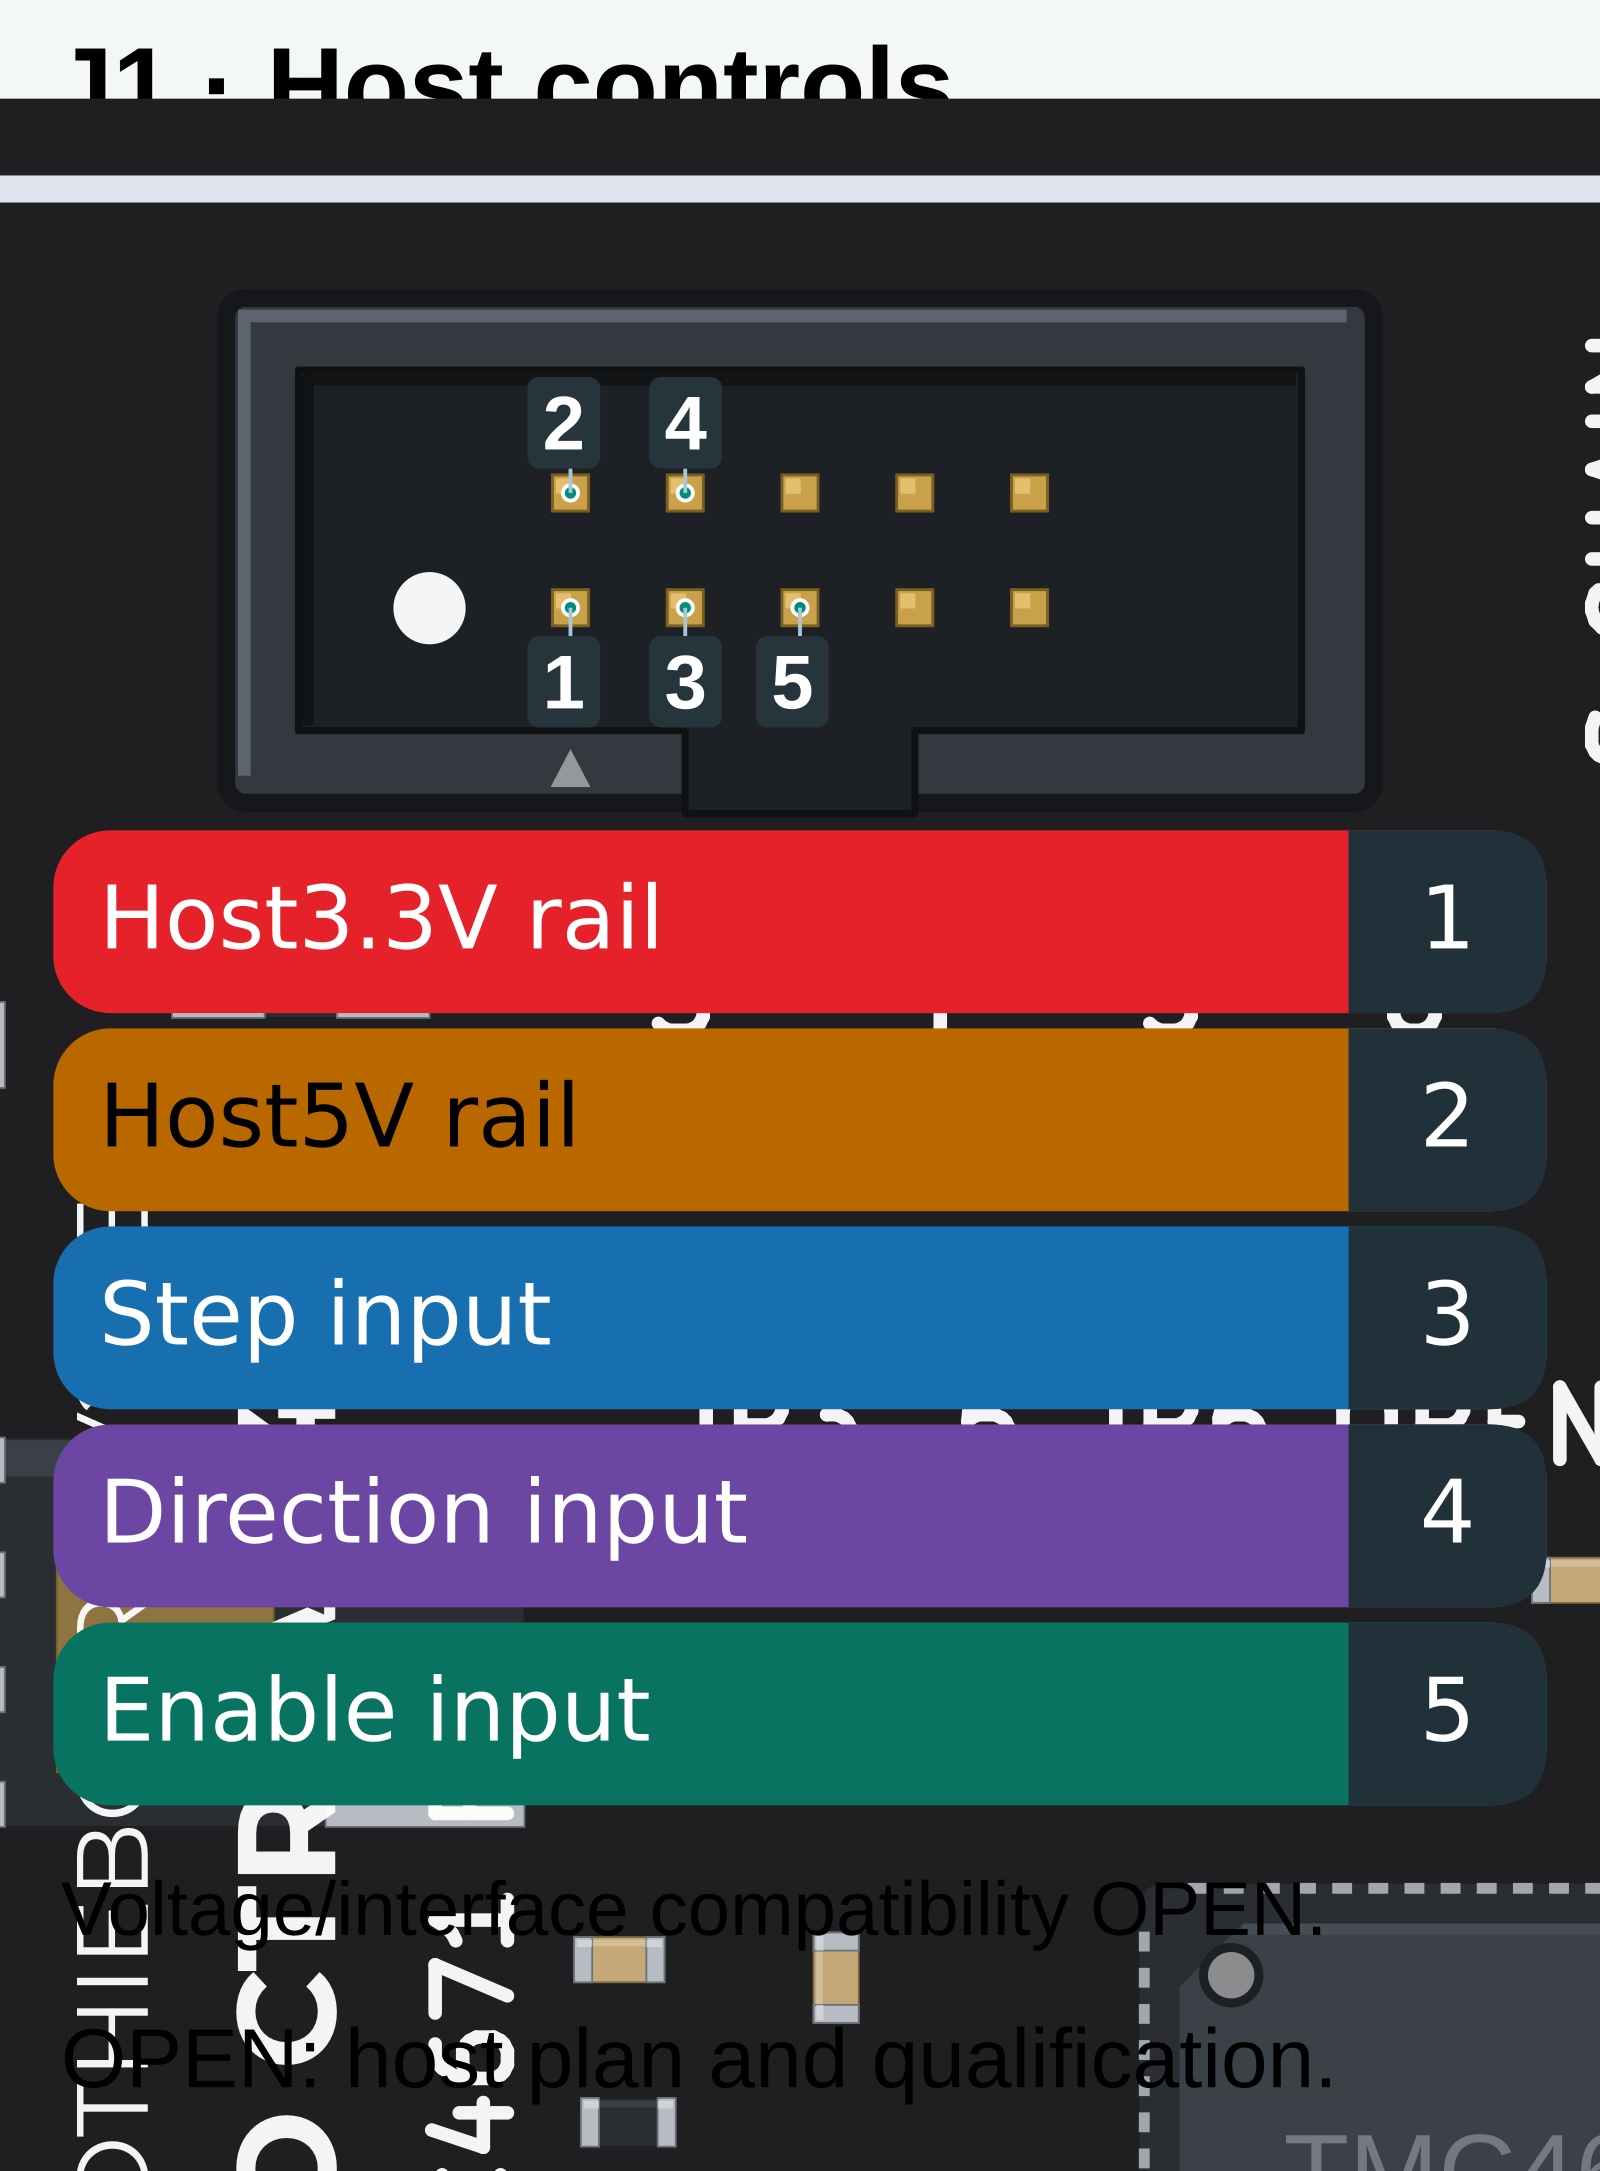 J1 · Host controls
2 4
1 3 5
Host3.3V rail 1
Host5V rail 2
Step input 3
Direction input 4
Enable input 5
Voltage/interface compatibility OPEN.
OPEN: host plan and qualification.